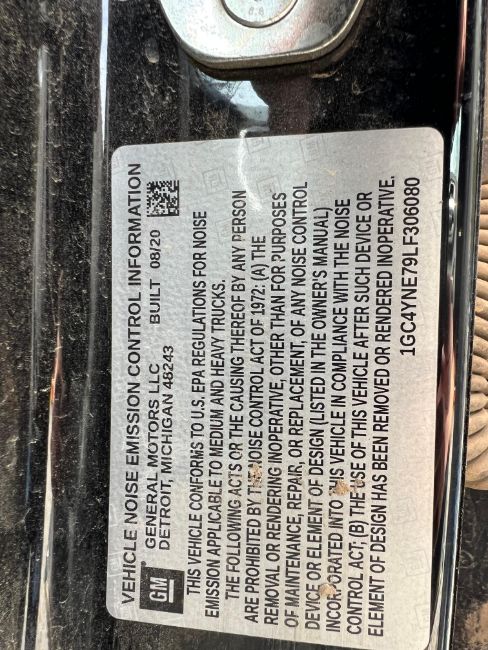 VEHICLE NOISE EMISSION CONTROL INFORMATION
GM
GENERAL MOTORS LLC
DETROIT, MICHIGAN 48243 BUILT 08/20
THIS VEHICLE CONFORMS TO U.S. EPA REGULATIONS FOR NOISE
EMISSION APPLICABLE TO MEDIUM AND HEAVY TRUCKS.
THE FOLLOWING ACTS OR THE CAUSING THEREOF BY ANY PERSON
ARE PROHIBITED BY THE NOISE CONTROL ACT OF 1972: (A) THE
REMOVAL OR RENDERING INOPERATIVE, OTHER THAN FOR PURPOSES
OF MAINTENANCE, REPAIR, OR REPLACEMENT, OF ANY NOISE CONTROL
DEVICE OR ELEMENT OF DESIGN (LISTED IN THE OWNER'S MANUAL)
INCORPORATED INTO THIS VEHICLE IN COMPLIANCE WITH THE NOISE
CONTROL ACT; (B) THE USE OF THIS VEHICLE AFTER SUCH DEVICE OR
ELEMENT OF DESIGN HAS BEEN REMOVED OR RENDERED INOPERATIVE.
1GC4YNE79LF306080